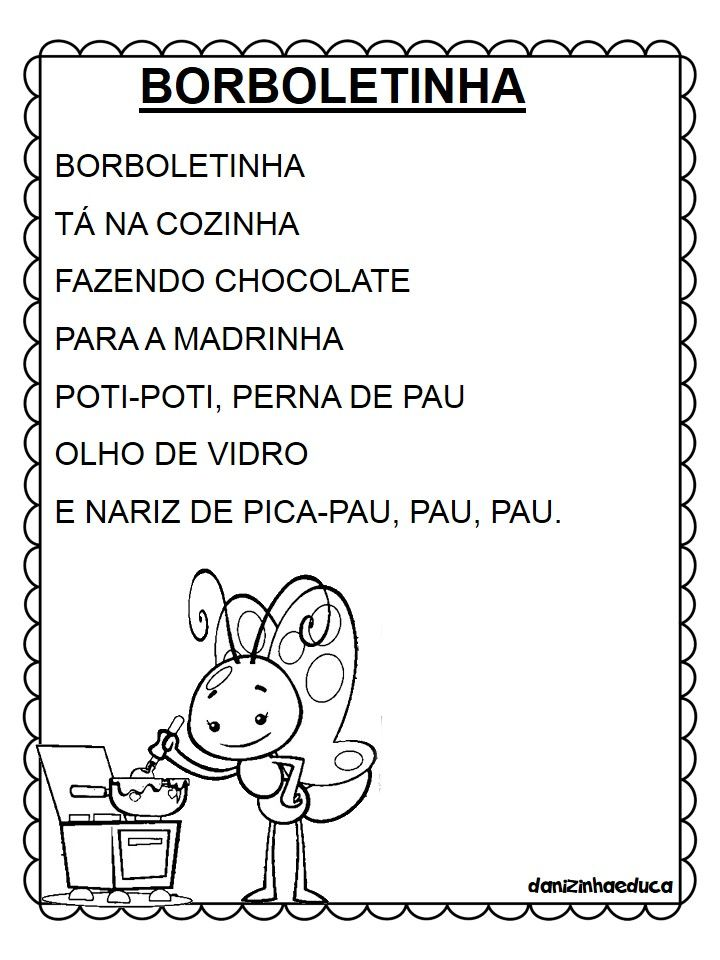 BORBOLETINHA
BORBOLETINHA
TÁ NA COZINHA
FAZENDO CHOCOLATE
PARA A MADRINHA
POTI-POTI, PERNA DE PAU
OLHO DE VIDRO
E NARIZ DE PICA-PAU, PAU, PAU.
danizinhaeduca